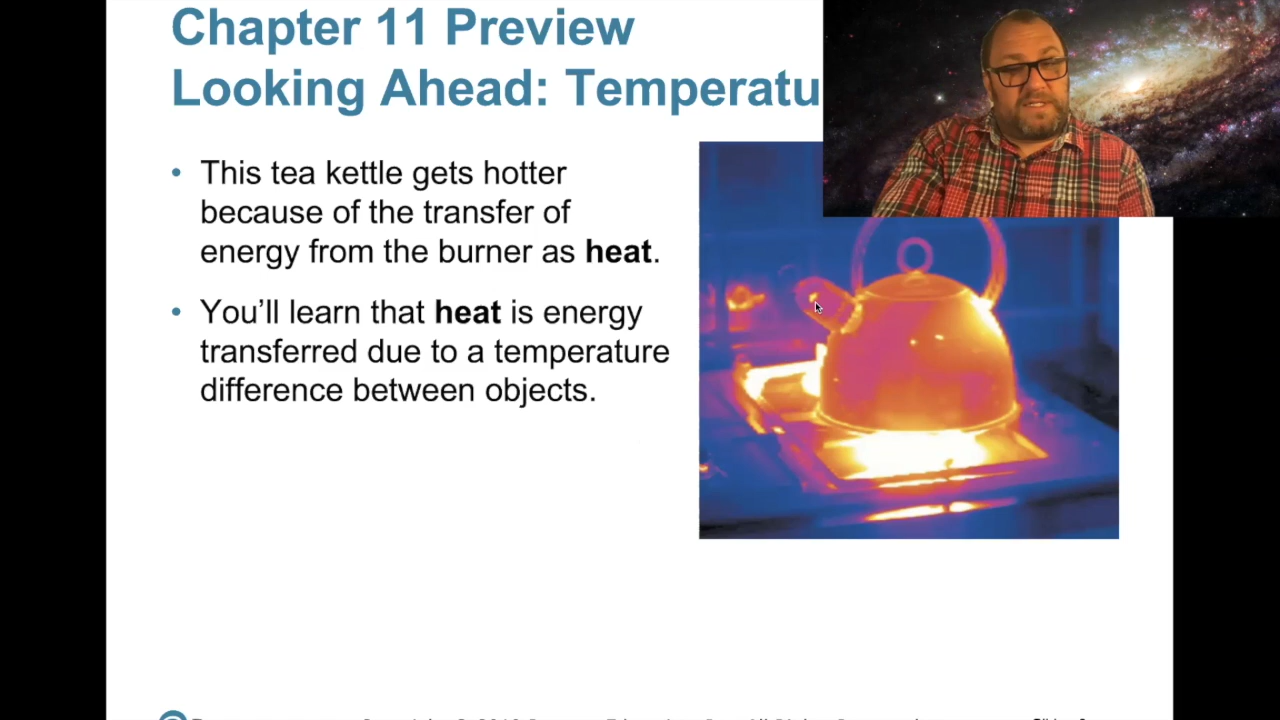 Chapter 11 Preview
Looking Ahead: Temperatu
• This tea kettle gets hotter
because of the transfer of
energy from the burner as heat.
• You’ll learn that heat is energy
transferred due to a temperature
difference between objects.